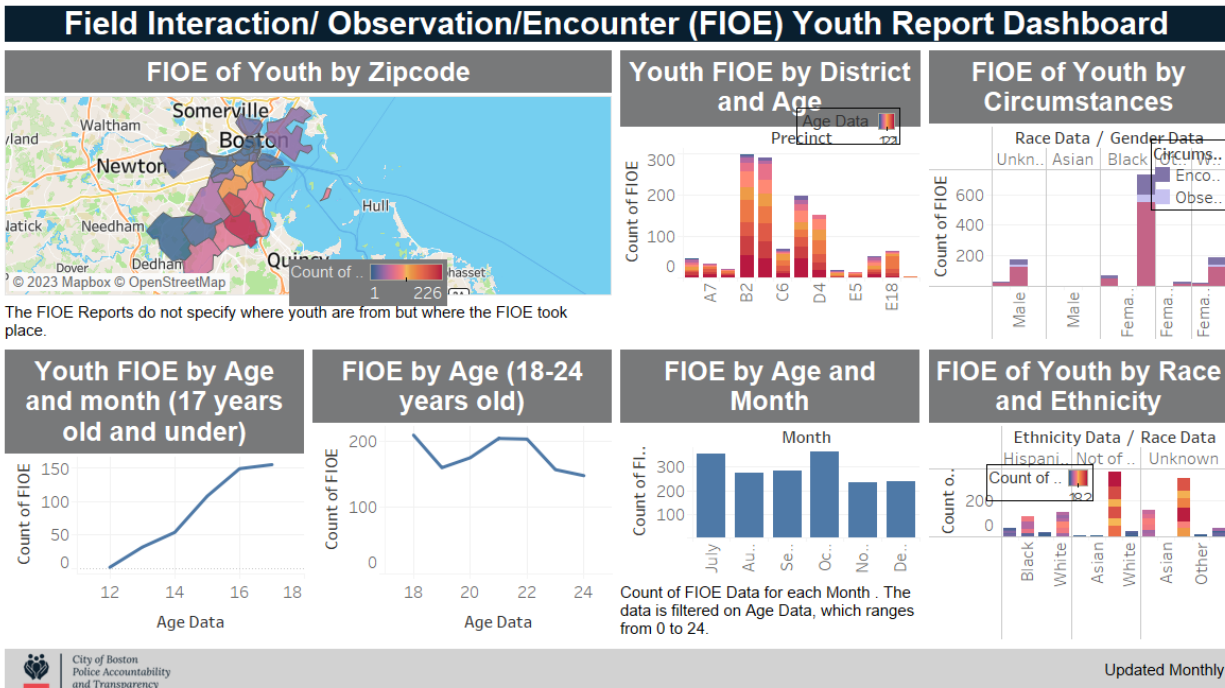 Field Interaction/ Observation/Encounter (FIOE) Youth Report Dashboard
FIOE of Youth by Zipcode
Somerville
Waltham
Boston
Newton
Hull
Needham
Dedham
Dover
Quincy
Count of ..
1 226
© 2023 Mapbox © OpenStreetMap
The FIOE Reports do not specify where youth are from but where the FIOE took
place.
Youth FIOE by District
and Age
Age Data
Precinct
Count of FIOE
300
200
100
0
A7
B2
C6
D4
E5
E18
FIOE of Youth by
Circumstances
Race Data / Gender Data
Unkn..
Asian
Black
Circums..
Enco..
Obse..
Count of FIOE
600
400
200
Male
Male
Fema..
Fema..
Fema..
Youth FIOE by Age
and month (17 years
old and under)
Count of FIOE
150
100
50
0
12 14 16 18
Age Data
FIOE by Age (18-24
years old)
Count of FIOE
200
100
0
18 20 22 24
Age Data
FIOE by Age and
Month
Month
Count of FI..
300
200
100
July
Au..
Se..
Oc..
No..
De..
Count of FIOE Data for each Month . The
data is filtered on Age Data, which ranges
from 0 to 24.
FIOE of Youth by Race
and Ethnicity
Ethnicity Data / Race Data
Hispani..
Not of ..
Unknown
Count of ..
Count o..
0
Black
White
Asian
White
Asian
Other
City of Boston
Police Accountability
and Transparency
Updated Monthly